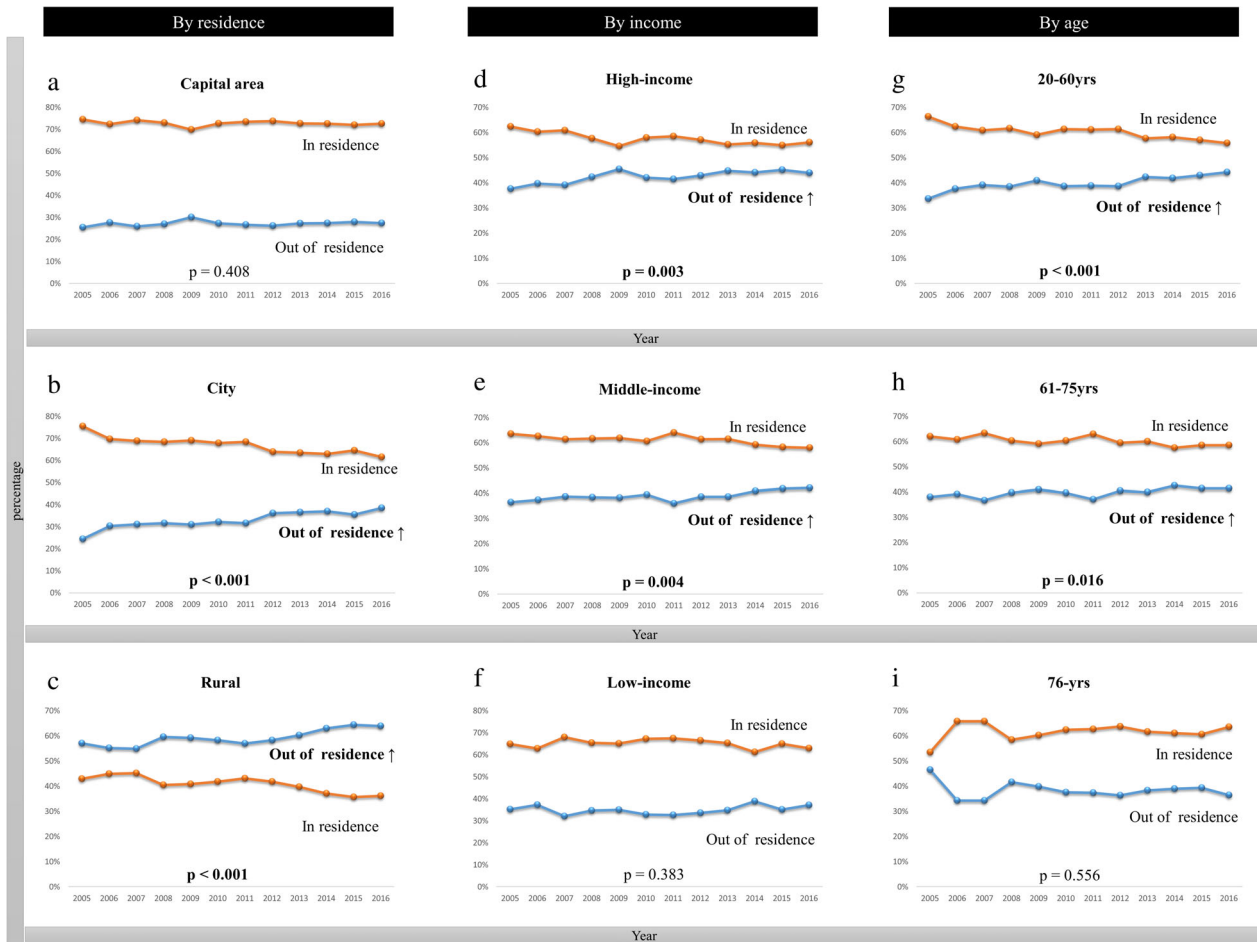 By residence
By income
By age
percentage
a
Capital area
80%
70%
60%
50%
40%
30%
20%
10%
0%
In residence
Out of residence
p = 0.408
2005 2006 2007 2008 2009 2010 2011 2012 2013 2014 2015 2016
d
High-income
70%
60%
50%
40%
30%
20%
10%
0%
In residence
Out of residence ↑
p = 0.003
2005 2006 2007 2008 2009 2010 2011 2012 2013 2014 2015 2016
g
20-60yrs
70%
60%
50%
40%
30%
20%
10%
0%
In residence
Out of residence ↑
p < 0.001
2005 2006 2007 2008 2009 2010 2011 2012 2013 2014 2015 2016
Year
b
City
80%
70%
60%
50%
40%
30%
20%
10%
0%
In residence
Out of residence ↑
p < 0.001
2005 2006 2007 2008 2009 2010 2011 2012 2013 2014 2015 2016
e
Middle-income
70%
60%
50%
40%
30%
20%
10%
0%
In residence
Out of residence ↑
p = 0.004
2005 2006 2007 2008 2009 2010 2011 2012 2013 2014 2015 2016
h
61-75yrs
70%
60%
50%
40%
30%
20%
10%
0%
In residence
Out of residence ↑
p = 0.016
2005 2006 2007 2008 2009 2010 2011 2012 2013 2014 2015 2016
Year
c
Rural
70%
60%
50%
40%
30%
20%
10%
0%
Out of residence ↑
In residence
p < 0.001
2005 2006 2007 2008 2009 2010 2011 2012 2013 2014 2015 2016
f
Low-income
80%
70%
60%
50%
40%
30%
20%
10%
0%
In residence
Out of residence
p = 0.383
2005 2006 2007 2008 2009 2010 2011 2012 2013 2014 2015 2016
i
76-yrs
70%
60%
50%
40%
30%
20%
10%
0%
In residence
Out of residence
p = 0.556
2005 2006 2007 2008 2009 2010 2011 2012 2013 2014 2015 2016
Year